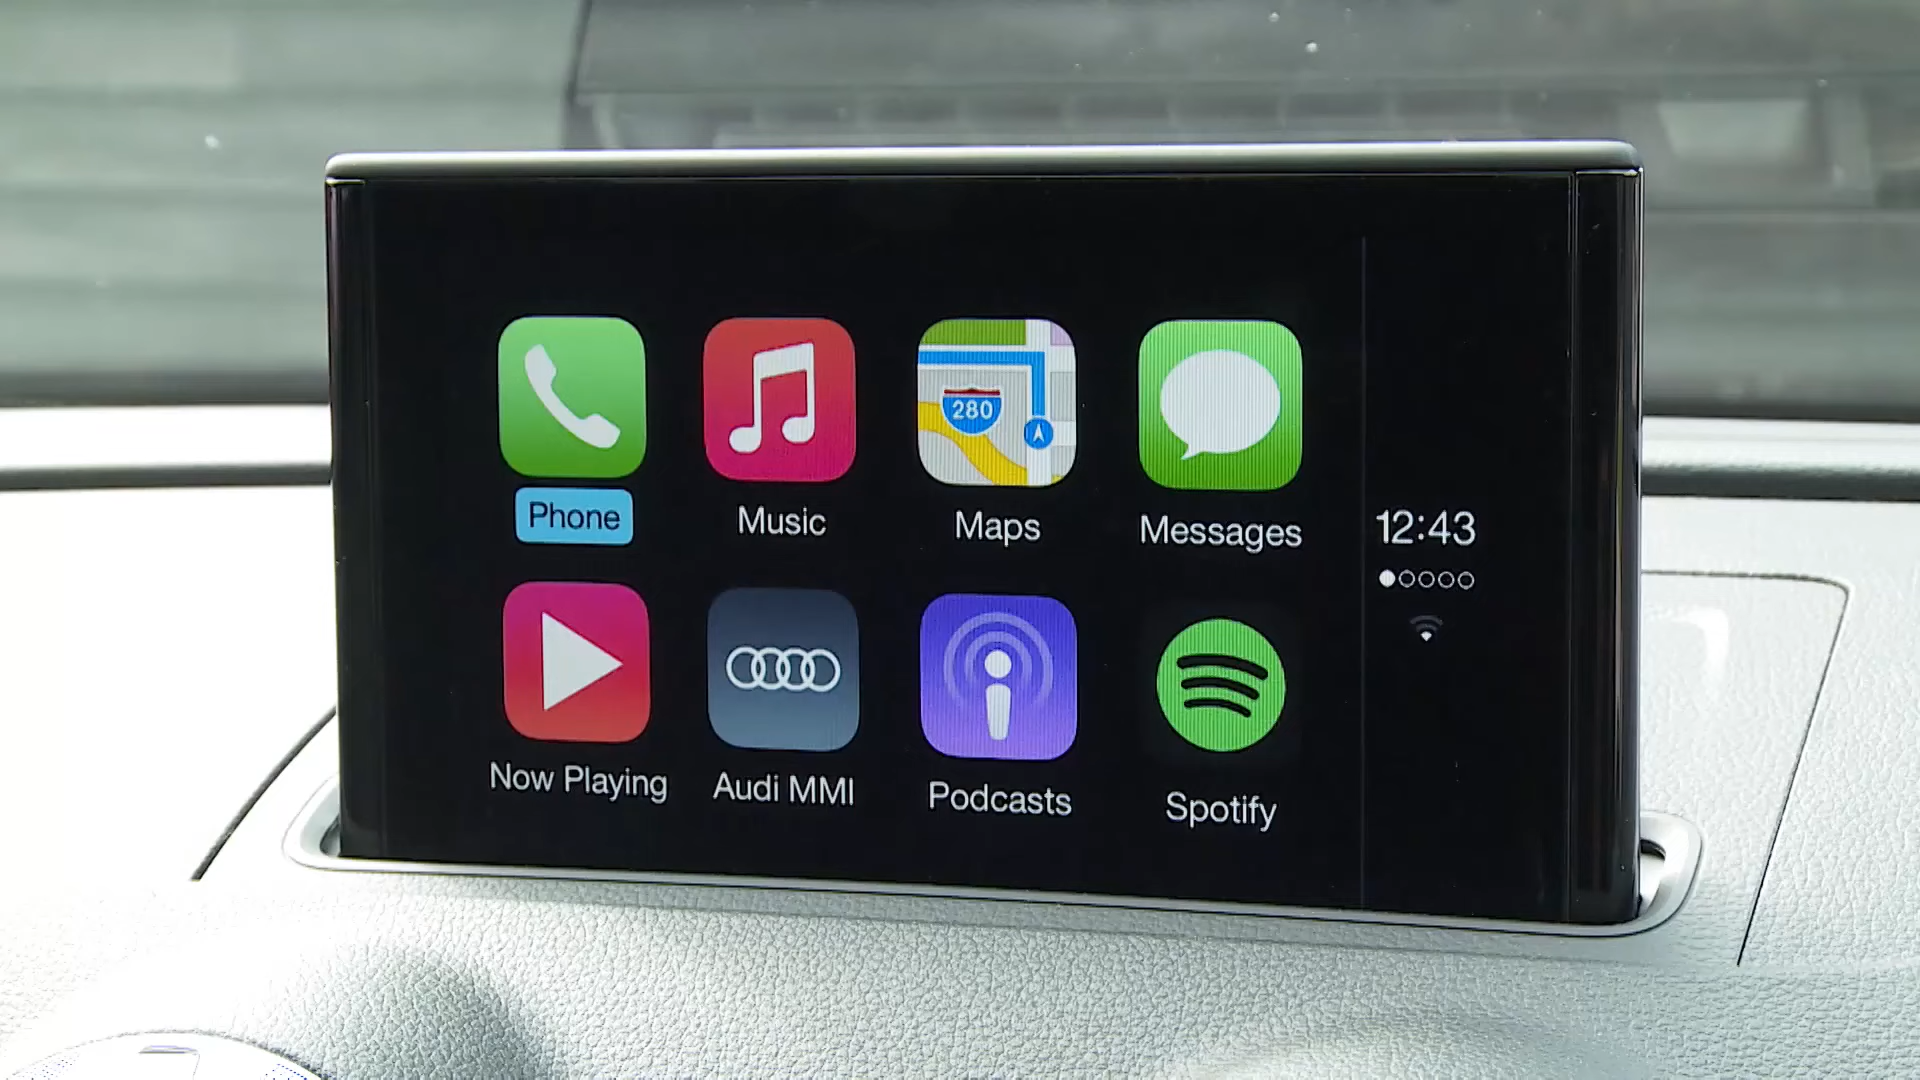 280
Phone
Music
Maps
Messages
12:43
Now Playing
Audi MMI
Podcasts
Spotify